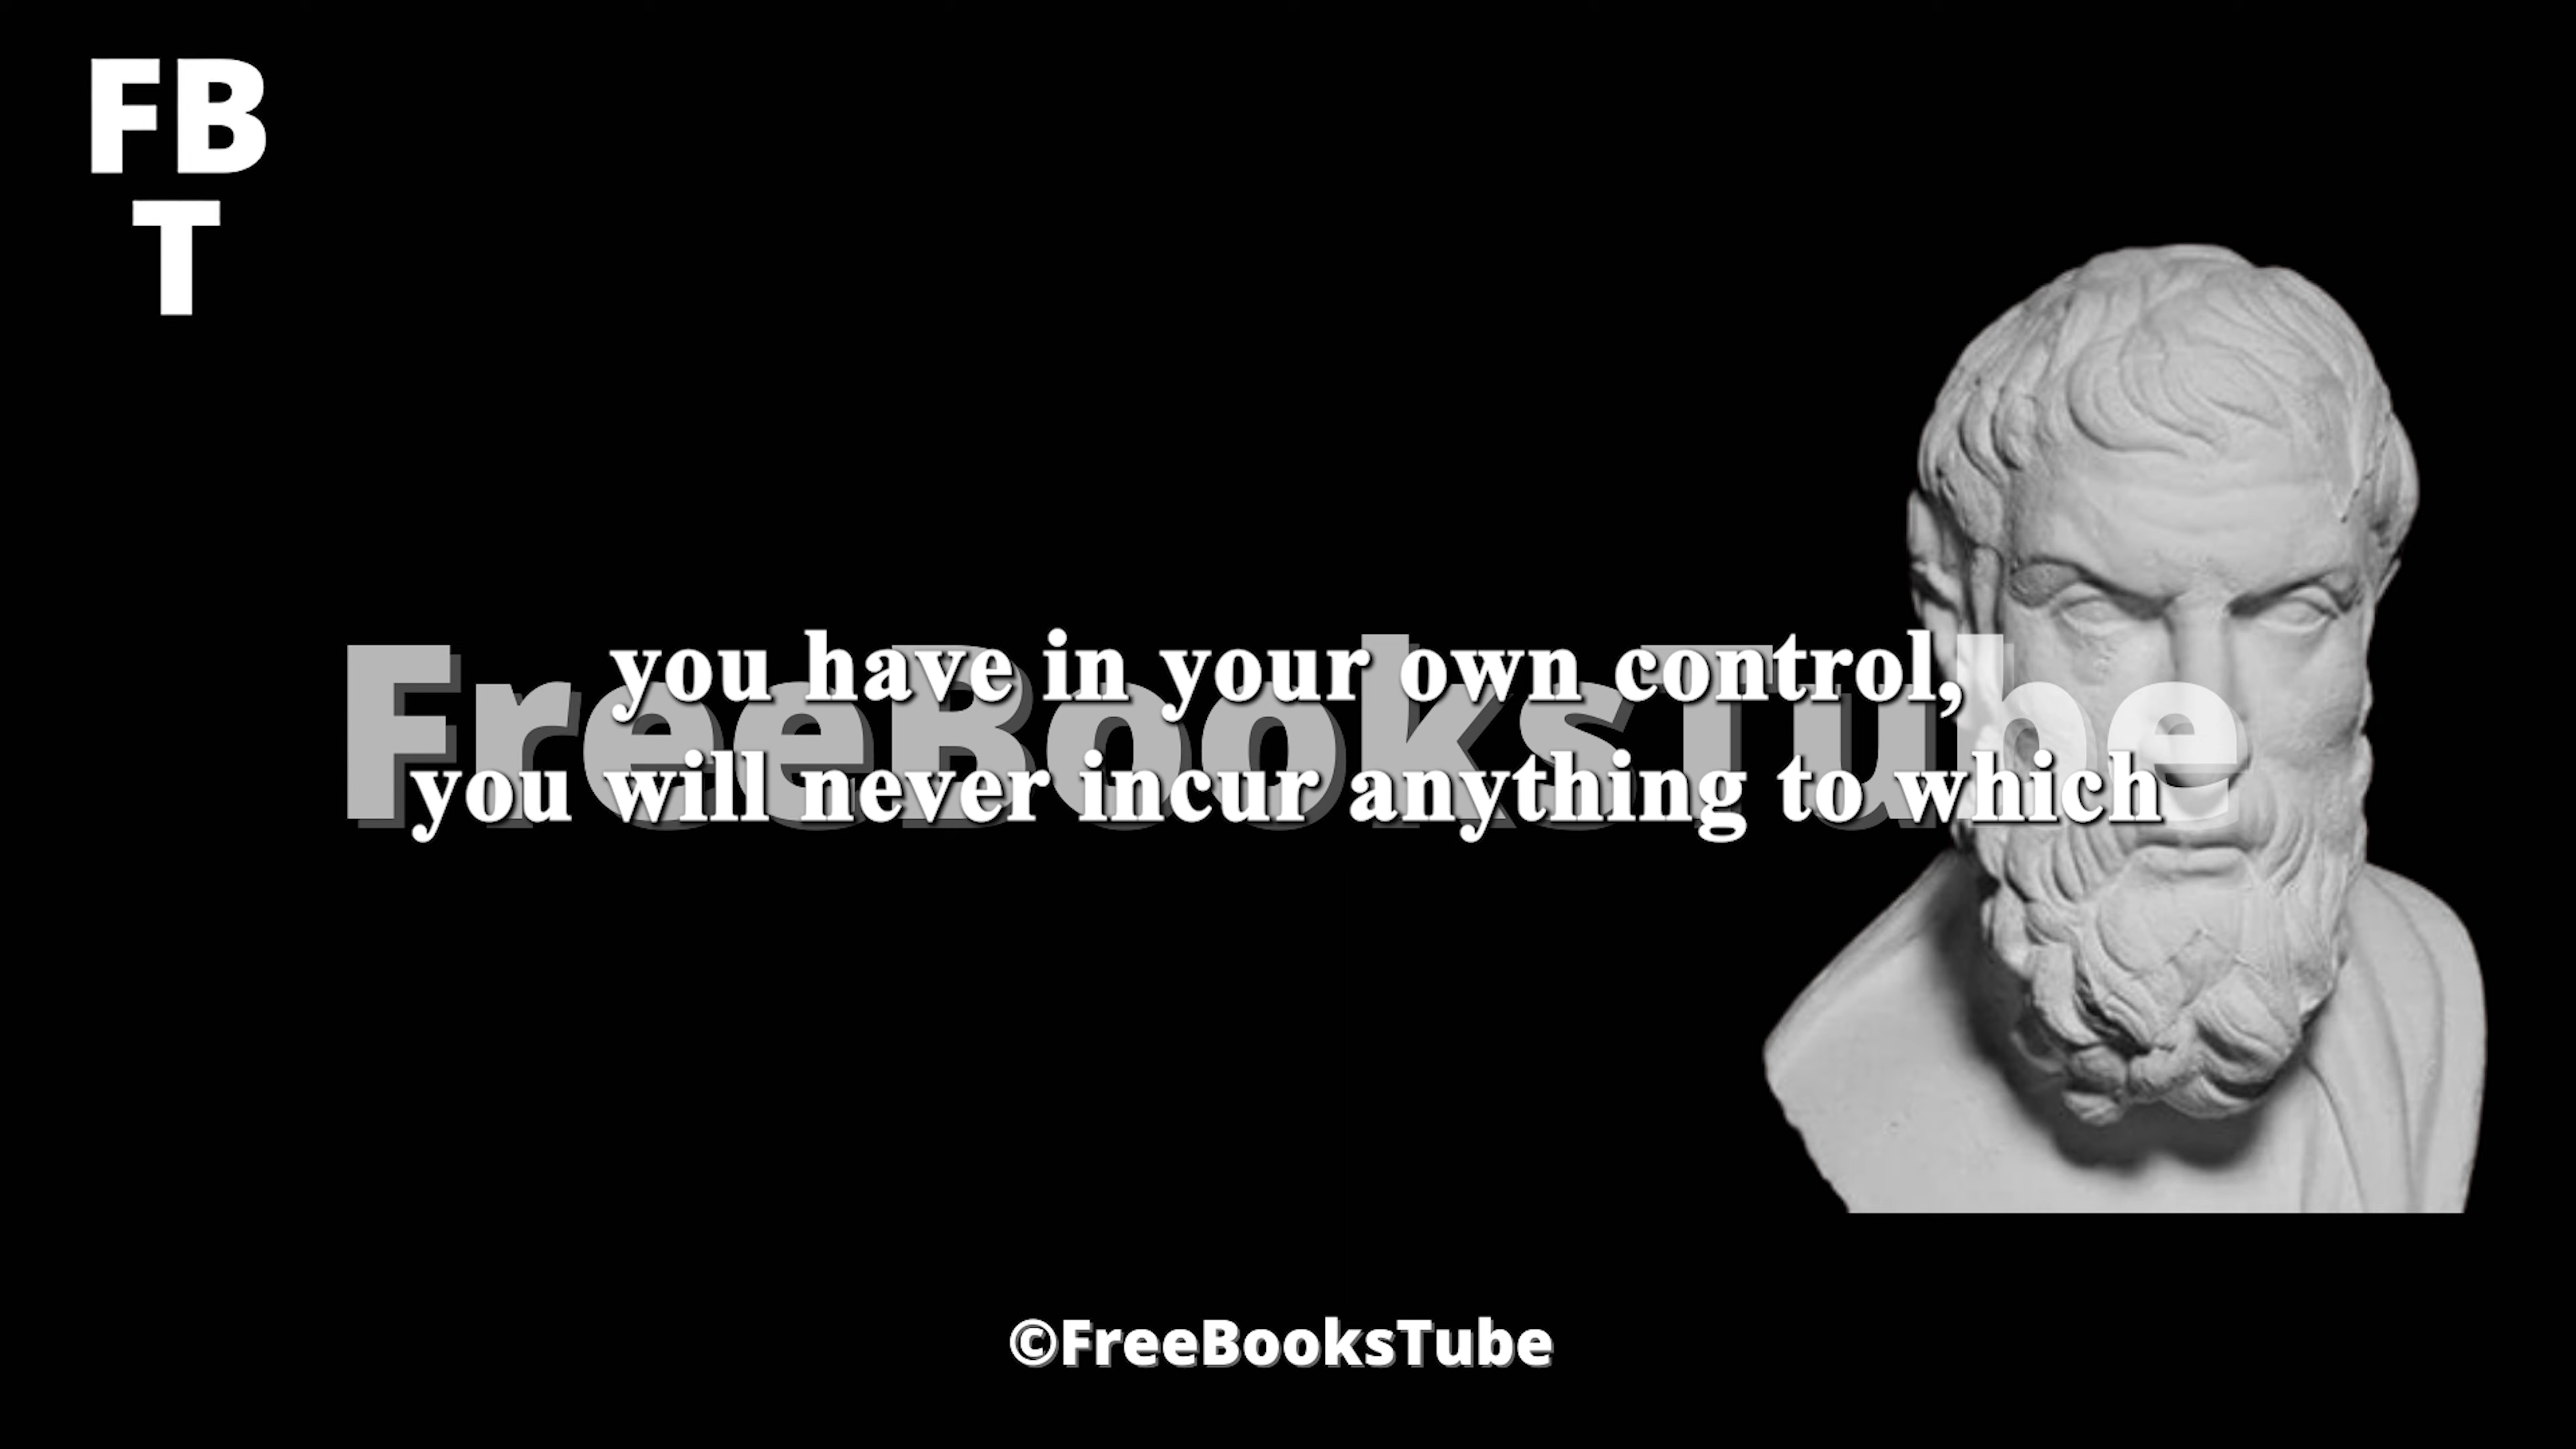 FB
T
you have in your own control,
FreeBooksTube
you will never incur anything to which
©FreeBooksTube